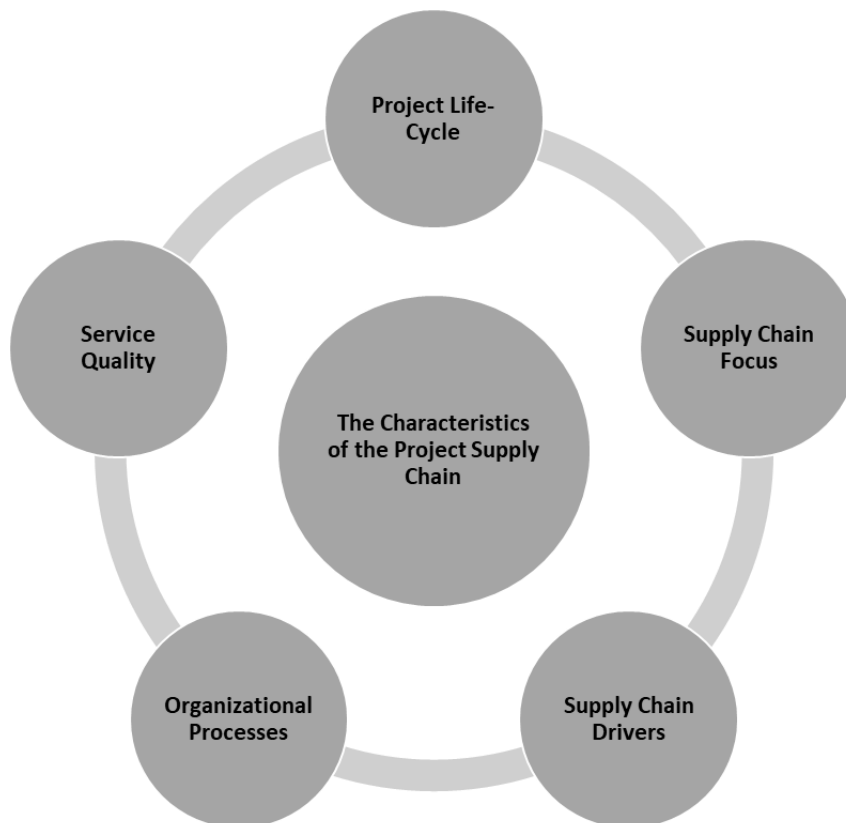 Project Life-
Cycle
Service
Quality
Supply Chain
Focus
The Characteristics
of the Project Supply
Chain
Organizational
Processes
Supply Chain
Drivers